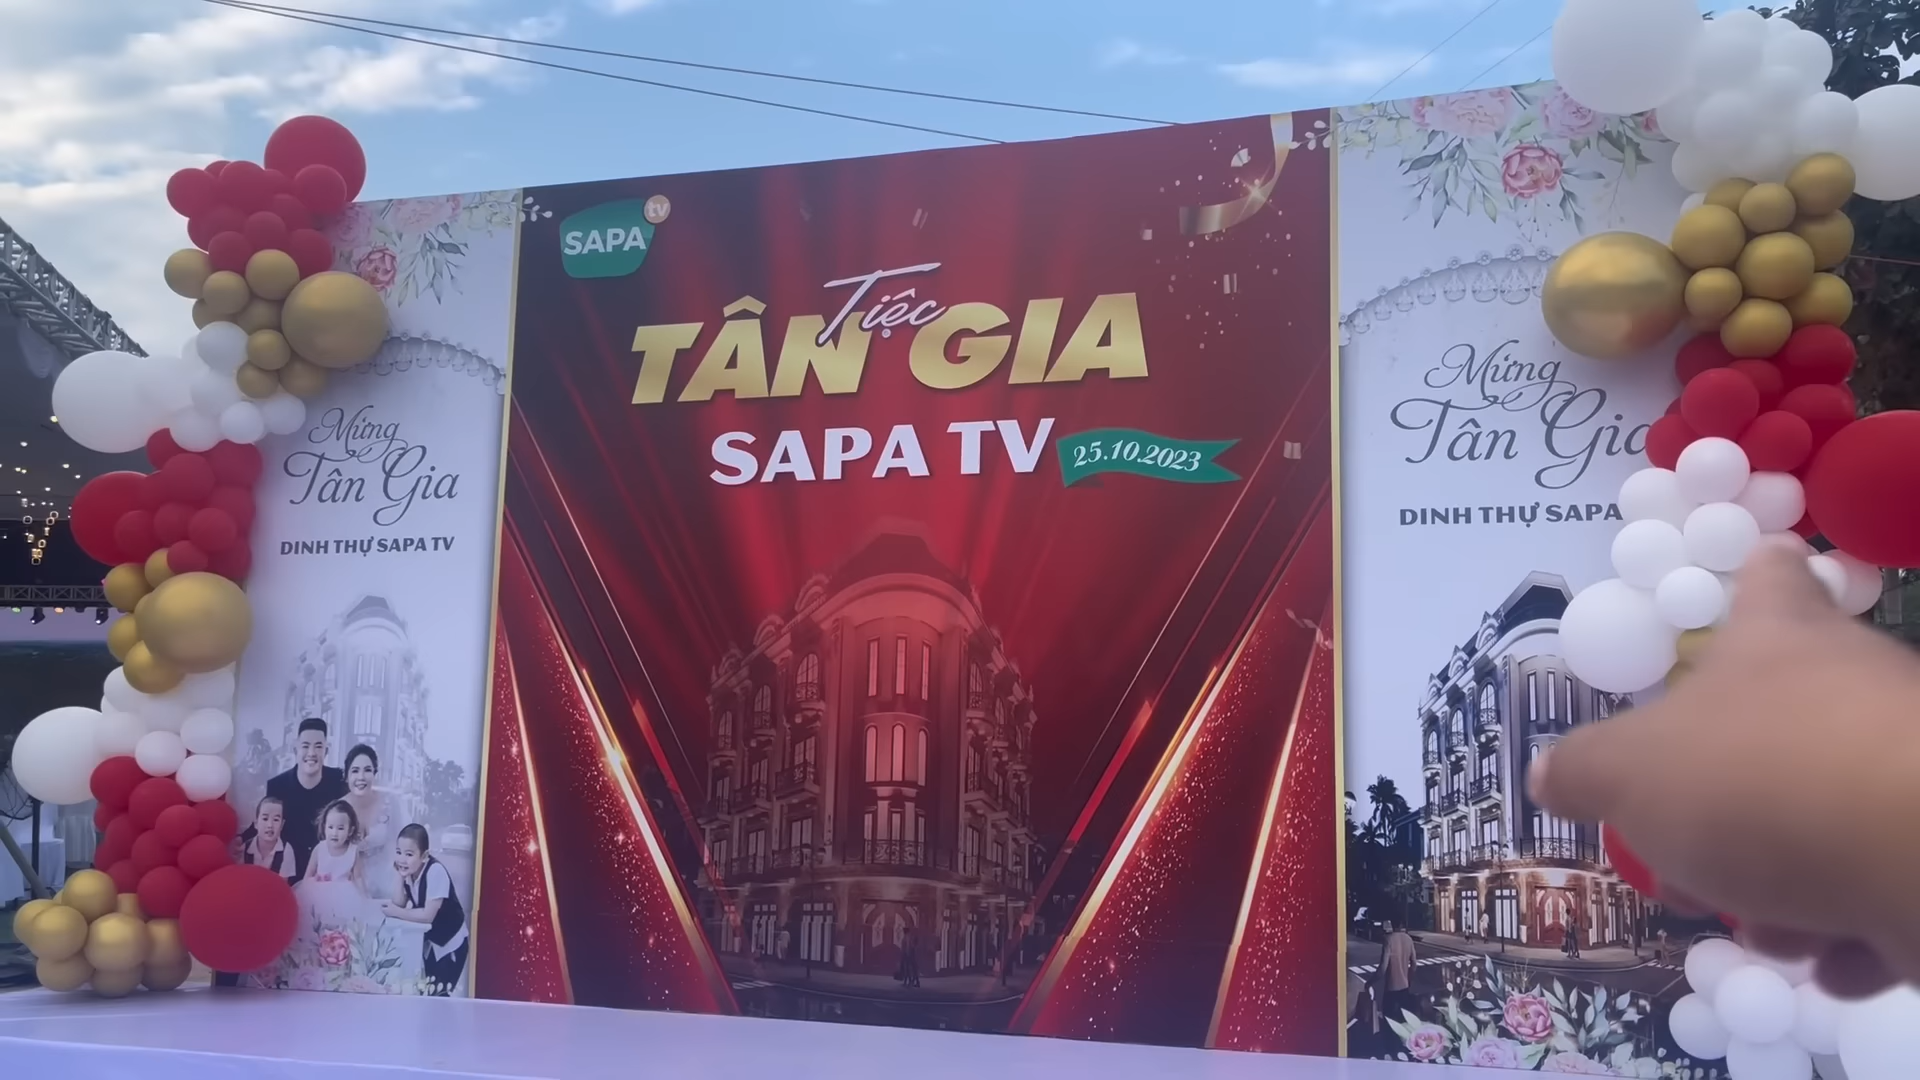 SAPA tv
Tiệc
TÂN GIA
SAPA TV
25.10.2023
Mừng
Tân Gia
DINH THỰ SAPA TV
Mừng
Tân Gia
DINH THỰ SAPA